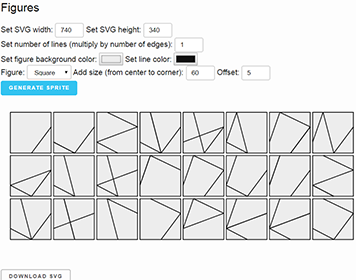 Figures
Set SVG width: 740 Set SVG height: 340
Set number of lines (multiply by number of edges): 1
Set figure background color: Set line color:
Figure: Square Add size (from center to corner): 60 Offset: 5
GENERATE SPRITE
DOWNLOAD SVG